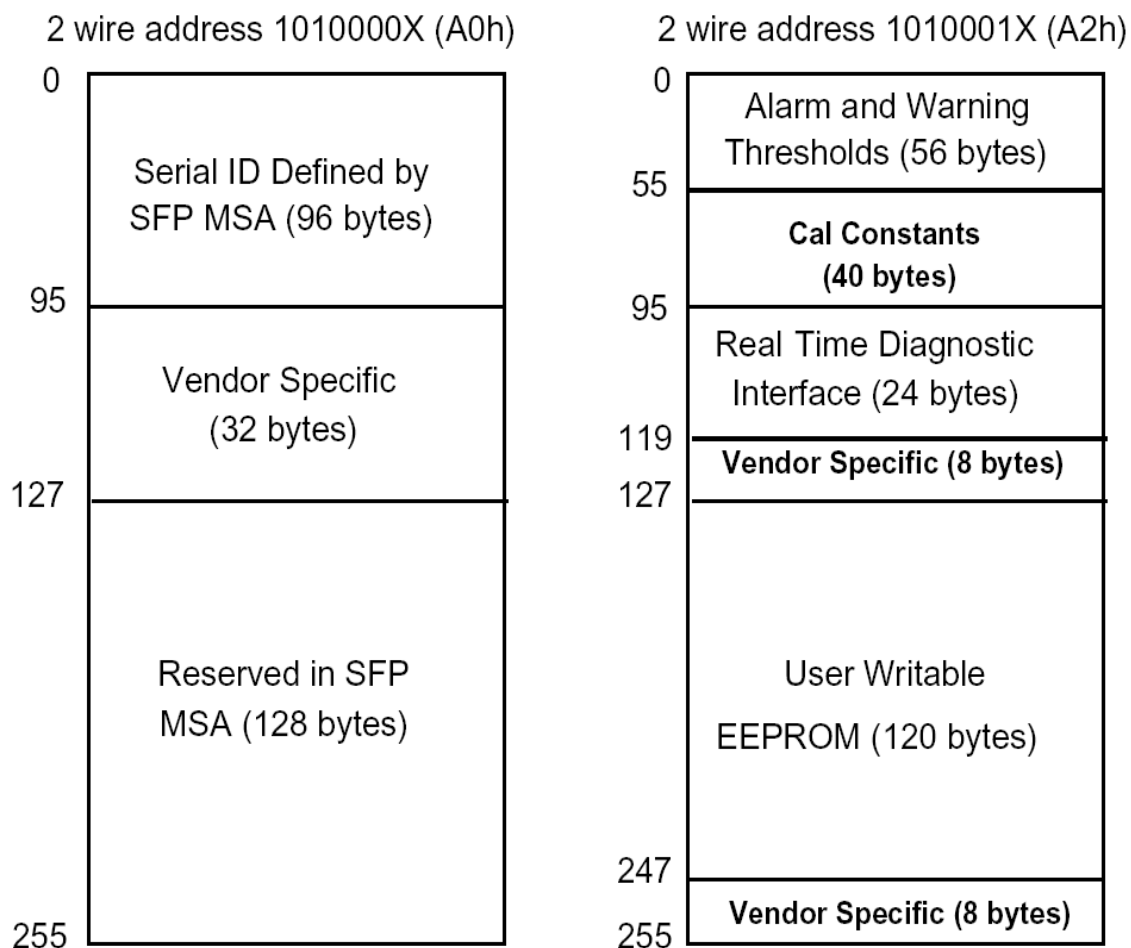 2 wire address 1010000X (A0h)
0
Serial ID Defined by
SFP MSA (96 bytes)
95
Vendor Specific
(32 bytes)
127
Reserved in SFP
MSA (128 bytes)
255
2 wire address 1010001X (A2h)
0
Alarm and Warning
Thresholds (56 bytes)
55
Cal Constants
(40 bytes)
95
Real Time Diagnostic
Interface (24 bytes)
119
Vendor Specific (8 bytes)
127
User Writable
EEPROM (120 bytes)
247
Vendor Specific (8 bytes)
255